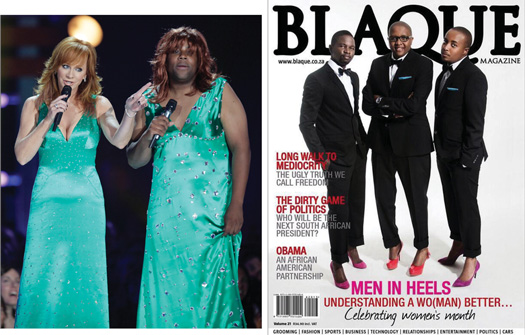 BLAQUE
MAGAZINE
www.blaque.co.za
LONG WALK TO
MEDIOCRITY
THE UGLY TRUTH WE
CALL FREEDOM
THE DIRTY GAME
OF POLITICS
WHO WILL BE THE
NEXT SOUTH AFRICAN
PRESIDENT?
OBAMA
AN AFRICAN
AMERICAN
PARTNERSHIP
MEN IN HEELS
UNDERSTANDING A WO(MAN) BETTER...
Celebrating women's month
Volume 21
GROOMING | FASHION | SPORTS | BUSINESS | TECHNOLOGY | RELATIONSHIPS | ENTERTAINMENT | POLITICS | CARS